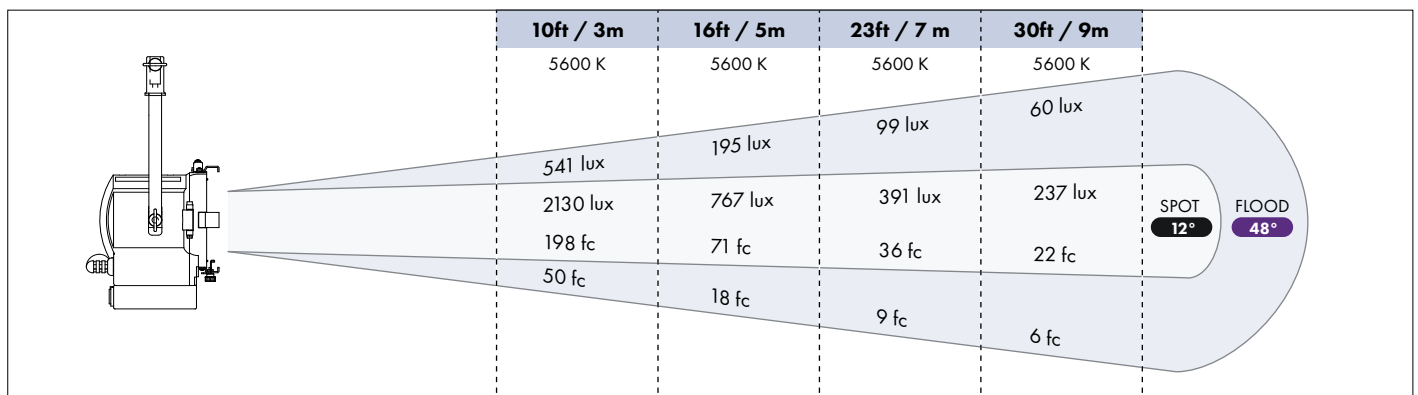 10ft / 3m 16ft / 5m 23ft / 7 m 30ft / 9m
5600 K 5600 K 5600 K 5600 K
541 lux 195 lux 99 lux 60 lux
2130 lux 767 lux 391 lux 237 lux
SPOT FLOOD
12° 48°
198 fc 71 fc 36 fc 22 fc
50 fc 18 fc 9 fc 6 fc